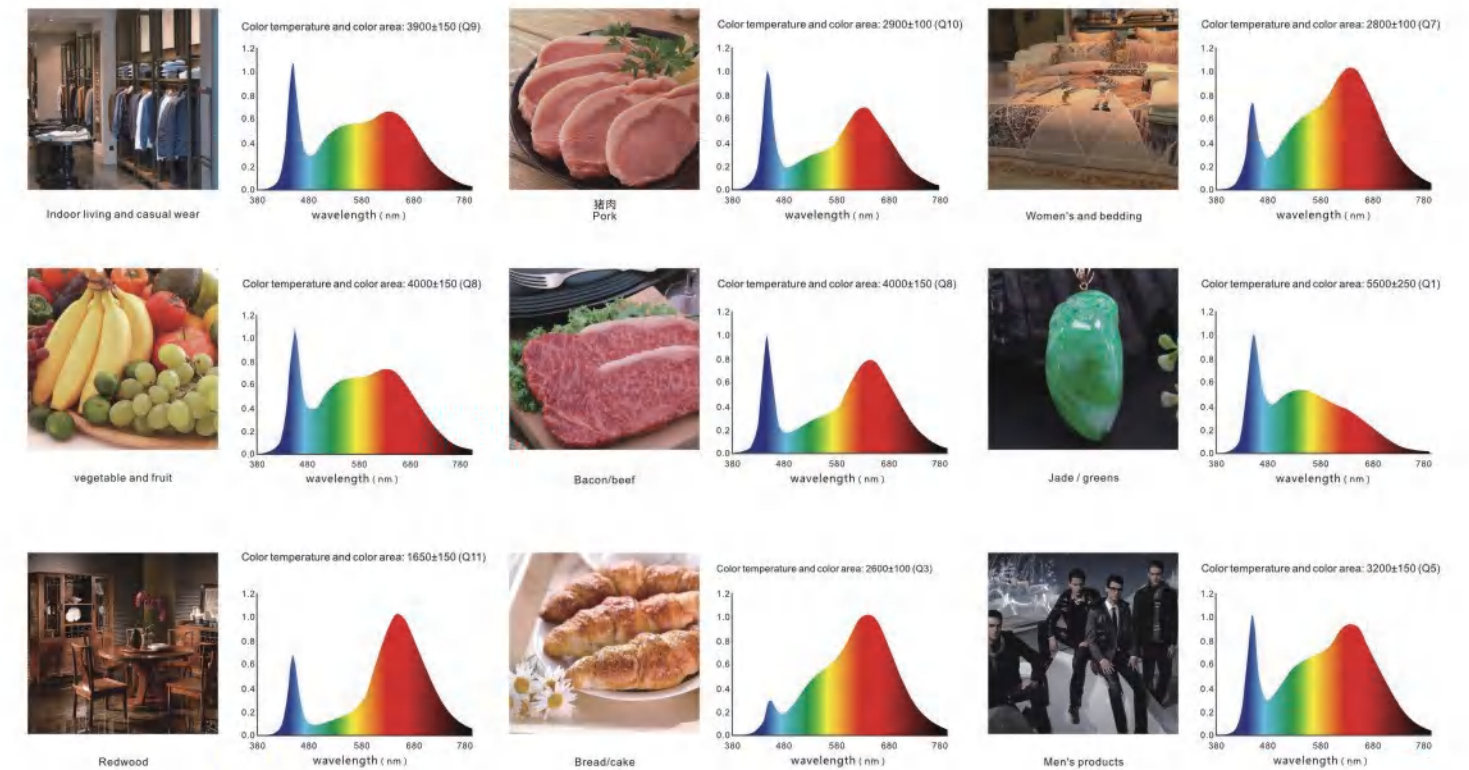 Color temperature and color area: 3900±150 (Q9)
1.2
1.0
0.8
0.6
0.4
0.2
0.0
380 480 580 680 780
wavelength ( nm )
Indoor living and casual wear
Color temperature and color area: 2900±100 (Q10)
1.2
1.0
0.8
0.6
0.4
0.2
0.0
380 480 580 680 780
wavelength ( nm )
猪肉
Pork
Color temperature and color area: 2800±100 (Q7)
1.2
1.0
0.8
0.6
0.4
0.2
0.0
380 480 580 680 780
wavelength ( nm )
Women's and bedding
Color temperature and color area: 4000±150 (Q8)
1.2
1.0
0.8
0.6
0.4
0.2
0.0
380 480 580 680 780
wavelength ( nm )
vegetable and fruit
Color temperature and color area: 4000±150 (Q8)
1.2
1.0
0.8
0.6
0.4
0.2
0.0
380 480 580 680 780
wavelength ( nm )
Bacon/beef
Color temperature and color area: 5500±250 (Q1)
1.2
1.0
0.8
0.6
0.4
0.2
0.0
380 480 580 680 780
wavelength ( nm )
Jade / greens
Color temperature and color area: 1650±150 (Q11)
1.2
1.0
0.8
0.6
0.4
0.2
0.0
380 480 580 680 780
wavelength ( nm )
Redwood
Color temperature and color area: 2600±100 (Q3)
1.2
1.0
0.8
0.6
0.4
0.2
0.0
380 480 580 680 780
wavelength ( nm )
Bread/cake
Color temperature and color area: 3200±150 (Q5)
1.2
1.0
0.8
0.6
0.4
0.2
0.0
380 480 580 680 780
wavelength ( nm )
Men's products